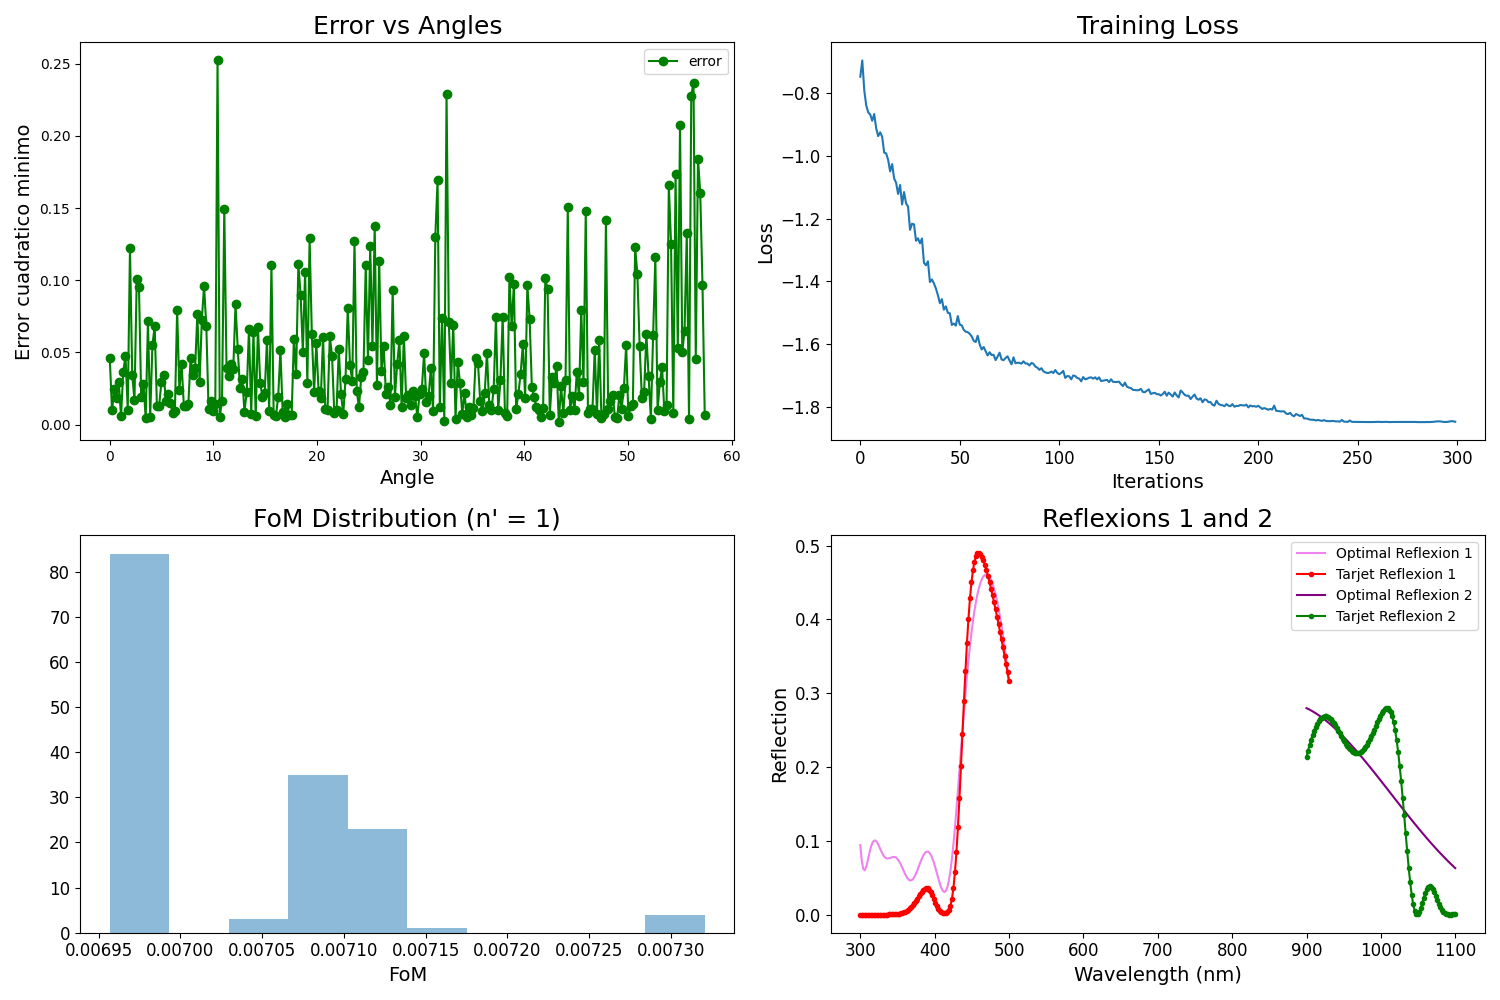 Error vs Angles
error
0.25
0.20
0.15
0.10
0.05
0.00
Error cuadratico minimo
0 10 20 30 40 50 60
Angle
Training Loss
−0.8
−1.0
−1.2
−1.4
−1.6
−1.8
Loss
0 50 100 150 200 250 300
Iterations
FoM Distribution (n' = 1)
80
70
60
50
40
30
20
10
0
0.00695 0.00700 0.00705 0.00710 0.00715 0.00720 0.00725 0.00730
FoM
Reflexions 1 and 2
Optimal Reflexion 1
Tarjet Reflexion 1
Optimal Reflexion 2
Tarjet Reflexion 2
0.5
0.4
0.3
0.2
0.1
0.0
Reflection
300 400 500 600 700 800 900 1000 1100
Wavelength (nm)